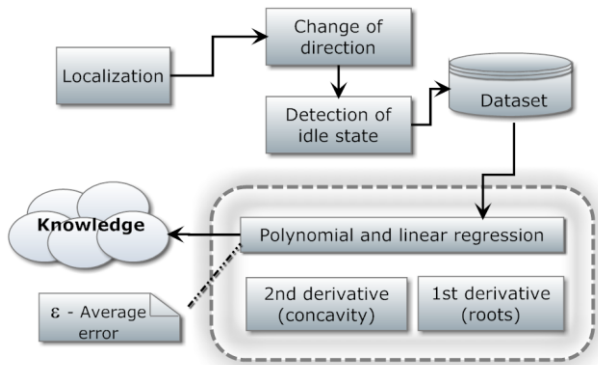 Change of
direction
Localization
Dataset
Detection of
idle state
Knowledge
Polynomial and linear regression
2nd derivative
(concavity)
1st derivative
(roots)
ε - Average
error